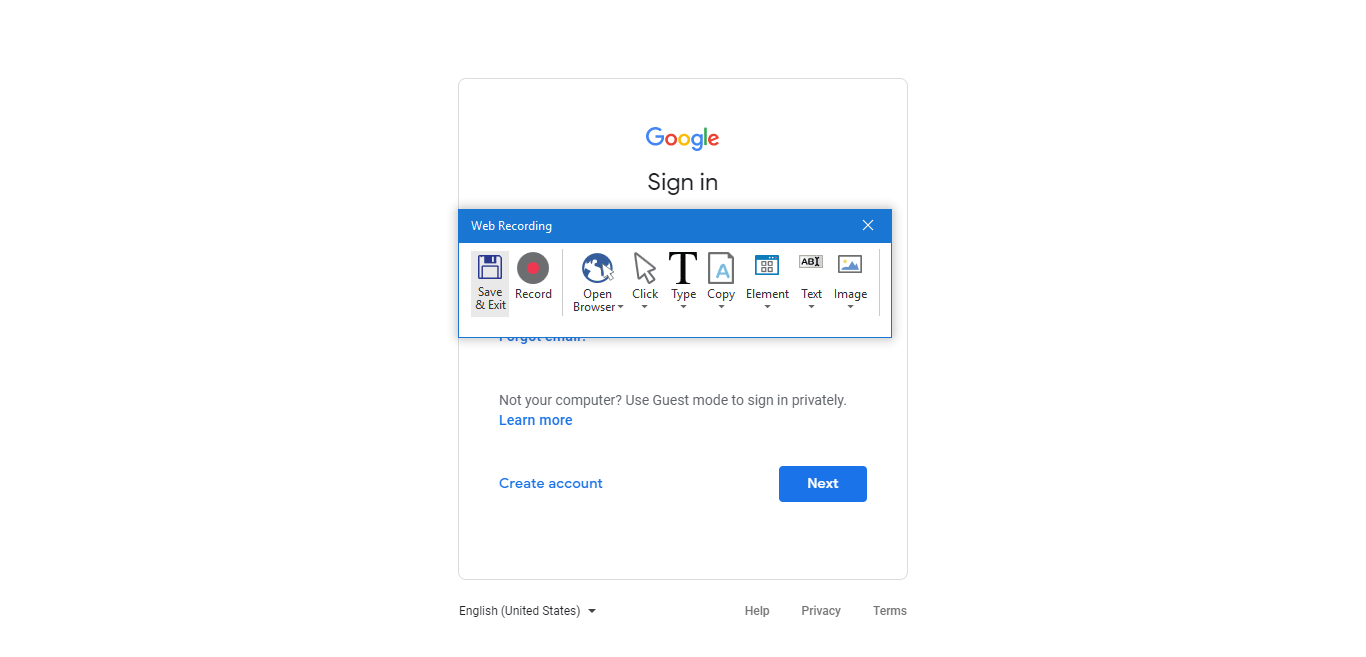 Google
Sign in
Web Recording
Save & Exit
Record
Open Browser
Click
Type
Copy
Element
Text
Image
A
ABI
Forgot email?
Not your computer? Use Guest mode to sign in privately.
Learn more
Create account
Next
English (United States)
Help Privacy Terms